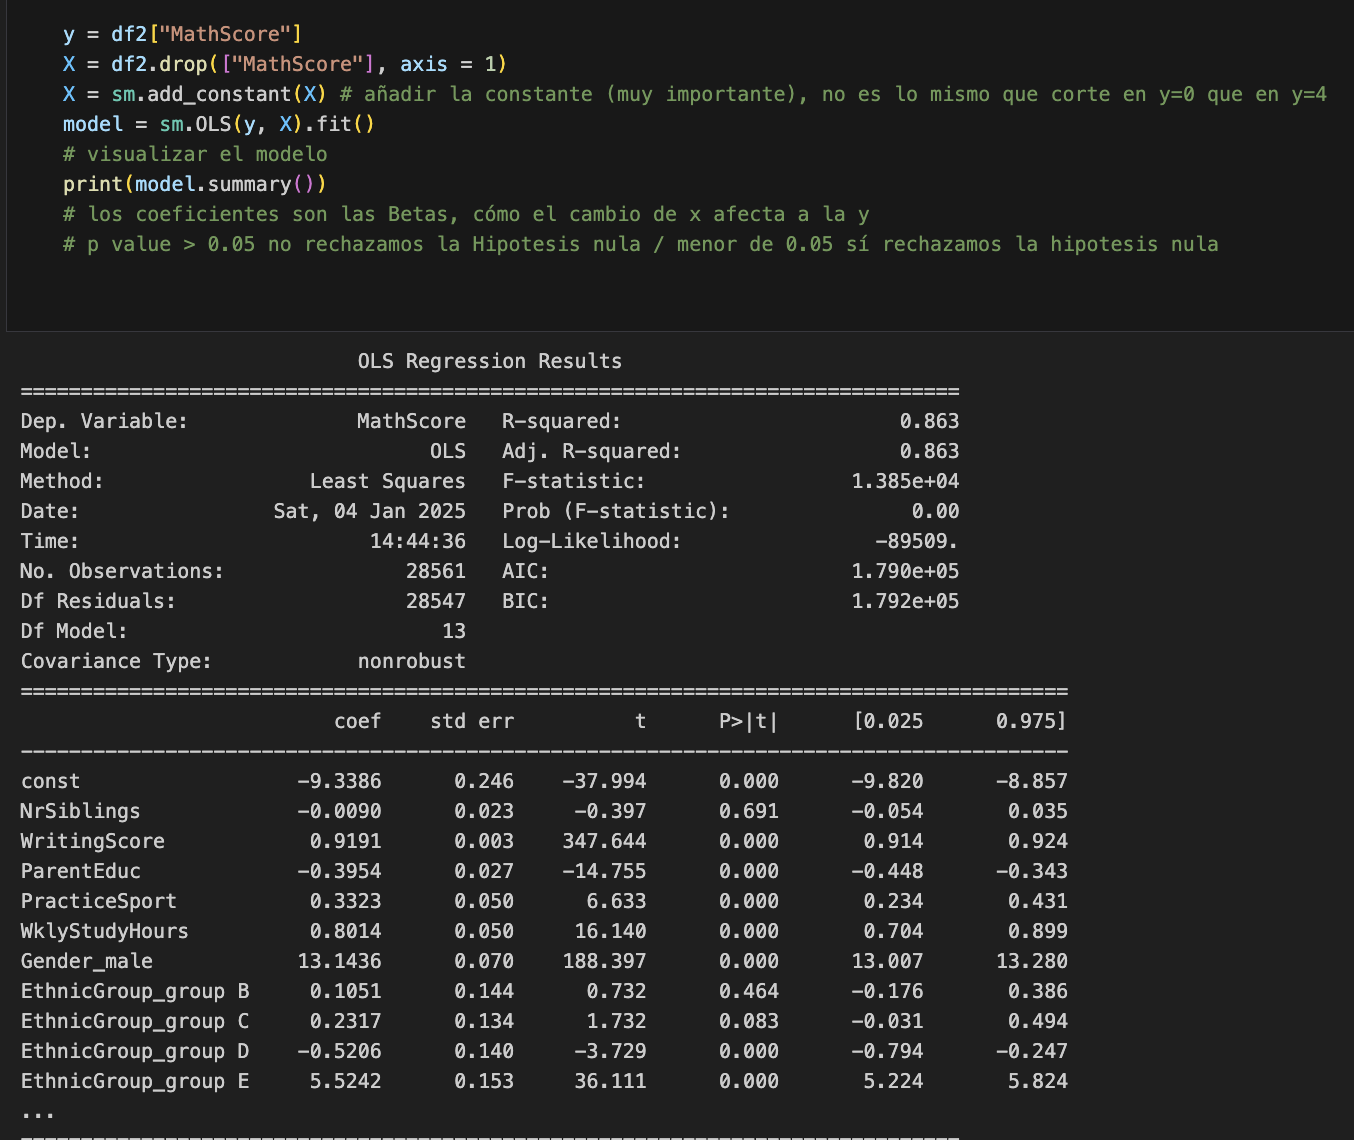 y = df2["MathScore"]
X = df2.drop(["MathScore"], axis = 1)
X = sm.add_constant(X) # añadir la constante (muy importante), no es lo mismo que corte en y=0 que en y=4
model = sm.OLS(y, X).fit()
# visualizar el modelo
print(model.summary())
# los coeficientes son las Betas, cómo el cambio de x afecta a la y
# p value > 0.05 no rechazamos la Hipotesis nula / menor de 0.05 sí rechazamos la hipotesis nula
OLS Regression Results
==============================================================================
Dep. Variable: MathScore R-squared: 0.863
Model: OLS Adj. R-squared: 0.863
Method: Least Squares F-statistic: 1.385e+04
Date: Sat, 04 Jan 2025 Prob (F-statistic): 0.00
Time: 14:44:36 Log-Likelihood: -89509.
No. Observations: 28561 AIC: 1.790e+05
Df Residuals: 28547 BIC: 1.792e+05
Df Model: 13
Covariance Type: nonrobust
=======================================================================================
coef std err t P>|t| [0.025 0.975]
---------------------------------------------------------------------------------------
const -9.3386 0.246 -37.994 0.000 -9.820 -8.857
NrSiblings -0.0090 0.023 -0.397 0.691 -0.054 0.035
WritingScore 0.9191 0.003 347.644 0.000 0.914 0.924
ParentEduc -0.3954 0.027 -14.755 0.000 -0.448 -0.343
PracticeSport 0.3323 0.050 6.633 0.000 0.234 0.431
WklyStudyHours 0.8014 0.050 16.140 0.000 0.704 0.899
Gender_male 13.1436 0.070 188.397 0.000 13.007 13.280
EthnicGroup_group B 0.1051 0.144 0.732 0.464 -0.176 0.386
EthnicGroup_group C 0.2317 0.134 1.732 0.083 -0.031 0.494
EthnicGroup_group D -0.5206 0.140 -3.729 0.000 -0.794 -0.247
EthnicGroup_group E 5.5242 0.153 36.111 0.000 5.224 5.824
...
==============================================================================